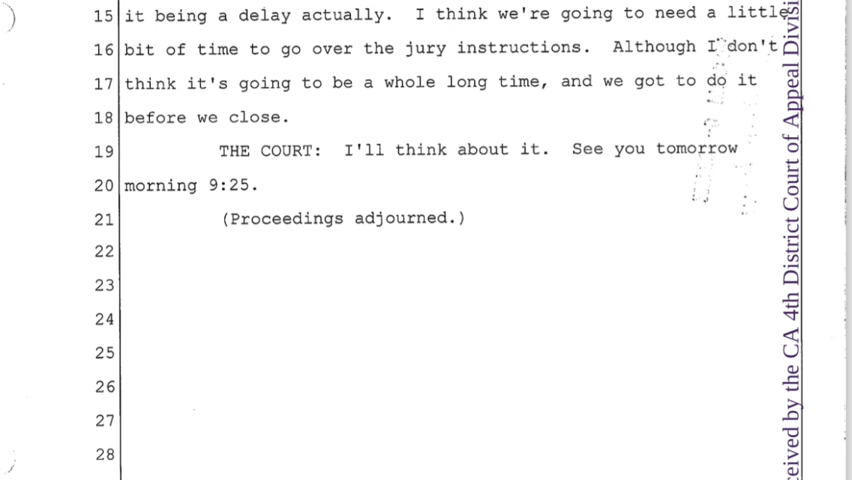 15 it being a delay actually. I think we're going to need a little
16 bit of time to go over the jury instructions. Although I don't
17 think it's going to be a whole long time, and we got to do it
18 before we close.
19 THE COURT: I'll think about it. See you tomorrow
20 morning 9:25.
21 (Proceedings adjourned.)
22
23
24
25
26
27
28
ceived by the CA 4th District Court of Appeal Divisi